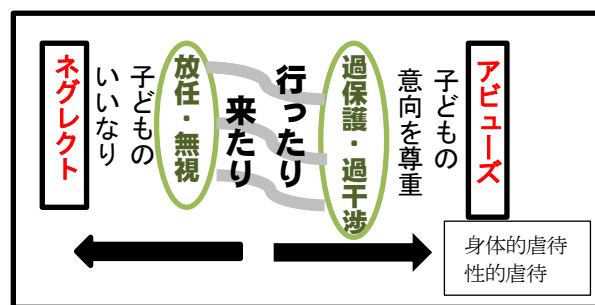 アビューズ
子どもの
意向を尊重
過保護・過干渉
行ったり
来たり
放任・無視
子どもの
いいなり
ネグレクト
身体的虐待
性的虐待